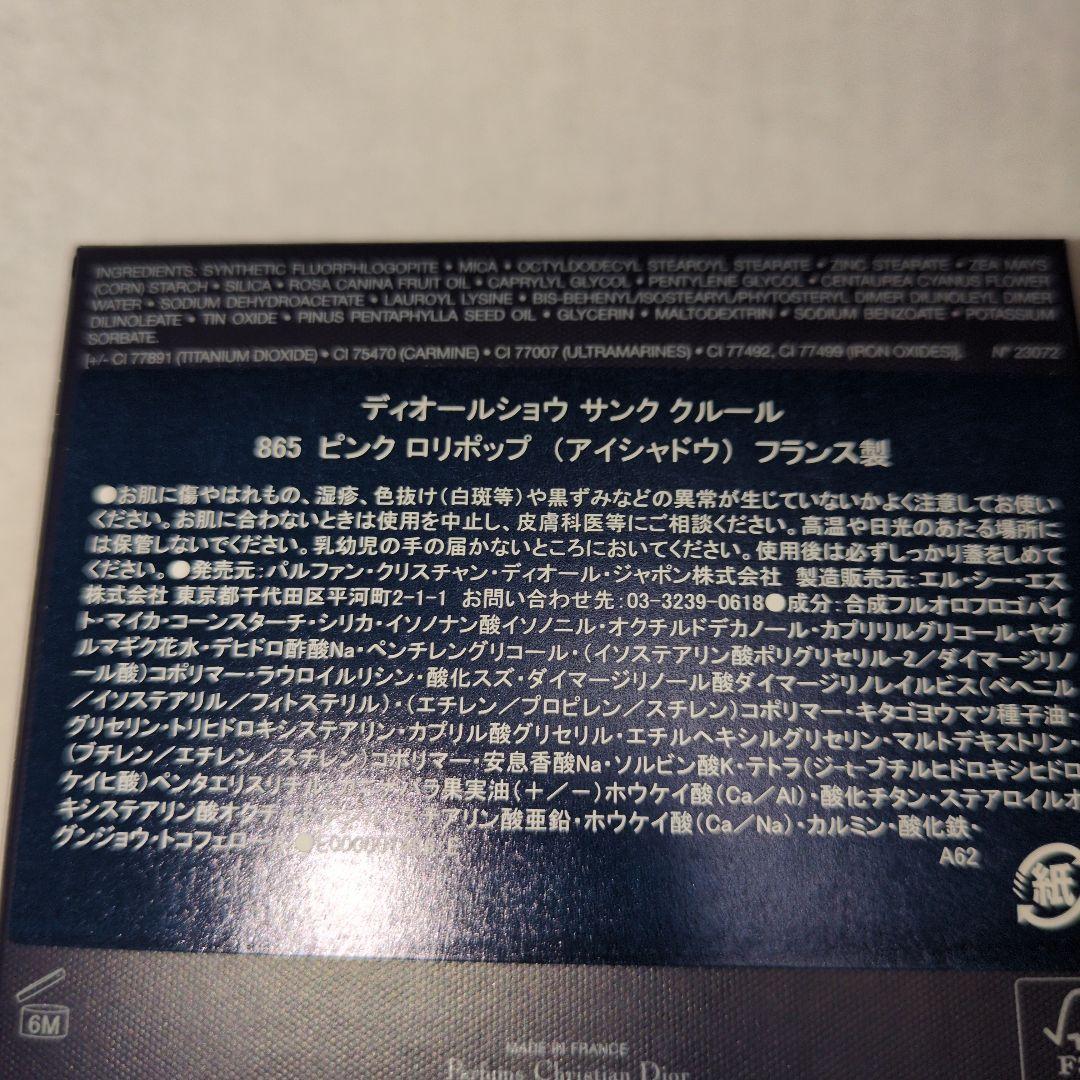 INGREDIENTS: SYNTHETIC FLUORPHLOGOPITE • MICA • OCTYLDODECYL STEAROYL STEARATE • ZINC STEARATE • ZEA MAYS
(CORN) STARCH • SILICA • ROSA CANINA FRUIT OIL • CAPRYLYL GLYCOL • PENTYLENE GLYCOL • CENTAUREA CYANUS FLOWER
WATER • SODIUM DEHYDROACETATE • LAUROYL LYSINE • BIS-BEHENYL/ISOSTEARYL/PHYTOSTERYL DIMER DILINOLEYL DIMER
DILINOLEATE • TIN OXIDE • PINUS PENTAPHYLLA SEED OIL • GLYCERIN • MALTODEXTRIN • SODIUM BENZOATE • POTASSIUM
SORBATE.
[+/- CI 77891 (TITANIUM DIOXIDE) • CI 75470 (CARMINE) • CI 77007 (ULTRAMARINES) • CI 77492, CI 77499 (IRON OXIDES)]. N° 23072
ディオールショウ サンク クルール
865 ピンク ロリポップ (アイシャドウ) フランス製
●お肌に傷やはれもの、湿疹、色抜け(白斑等)や黒ずみなどの異常が生じていないかよく注意してお使い
ください。お肌に合わないときは使用を中止し、皮膚科医等にご相談ください。高温や日光のあたる場所に
は保管しないでください。乳幼児の手の届かないところにおいてください。使用後は必ずしっかり蓋をしめて
ください。●発売元:パルファン・クリスチャン・ディオール・ジャポン株式会社 製造販売元:エル・シー・エス
株式会社 東京都千代田区平河町2-1-1 お問い合わせ先:03-3239-0618●成分:合成フルオロフロゴパイ
ト・マイカ・コーンスターチ・シリカ・イソノナン酸イソノニル・オクチルドデカノール・カプリリルグリコール・ヤグ
ルマギク花水・デヒドロ酢酸Na・ペンチレングリコール・(イソステアリン酸ポリグリセリル-2/ダイマージリノ
ール酸)コポリマー・ラウロイルリシン・酸化スズ・ダイマージリノール酸ダイマージリノレイルビス(ベヘニル
/イソステアリル/フィトステリル)・(エチレン/プロピレン/スチレン)コポリマー・キタゴヨウマツ種子油・
グリセリン・トリヒドロキシステアリン・カプリル酸グリセリル・エチルヘキシルグリセリン・マルトデキストリン・
(ブチレン/エチレン/スチレン)コポリマー・安息香酸Na・ソルビン酸K・テトラ(ジ-t-ブチルヒドロキシヒドロ
ケイヒ酸)ペンタエリスリチル・バラ果実油(+/-)ホウケイ酸(Ca/Al)・酸化チタン・ステアロイルオ
キシステアリン酸オクチ ステアリン酸亜鉛・ホウケイ酸(Ca/Na)・カルミン・酸化鉄・
グンジョウ・トコフェロー
A62
紙
6M
MADE IN FRANCE
Parfums Christian Dior